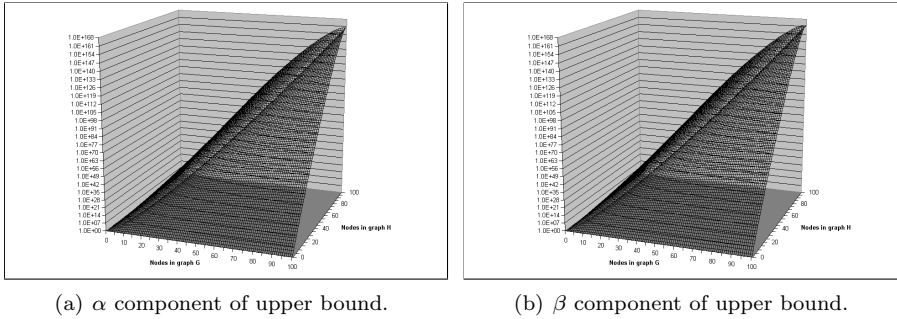 1.0E+168
1.0E+161
1.0E+154
1.0E+147
1.0E+140
1.0E+133
1.0E+126
1.0E+119
1.0E+112
1.0E+105
1.0E+98
1.0E+91
1.0E+84
1.0E+77
1.0E+70
1.0E+63
1.0E+56
1.0E+49
1.0E+42
1.0E+35
1.0E+28
1.0E+21
1.0E+14
1.0E+07
1.0E+00
0 10 20 30 40 50 60 70 80 90 100
Nodes in graph G
0 20 40 60 80 100
Nodes in graph H
1.0E+168
1.0E+161
1.0E+154
1.0E+147
1.0E+140
1.0E+133
1.0E+126
1.0E+119
1.0E+112
1.0E+105
1.0E+98
1.0E+91
1.0E+84
1.0E+77
1.0E+70
1.0E+63
1.0E+56
1.0E+49
1.0E+42
1.0E+35
1.0E+28
1.0E+21
1.0E+14
1.0E+07
1.0E+00
0 10 20 30 40 50 60 70 80 90 100
Nodes in graph G
0 20 40 60 80 100
Nodes in graph H
(a) α component of upper bound.
(b) β component of upper bound.